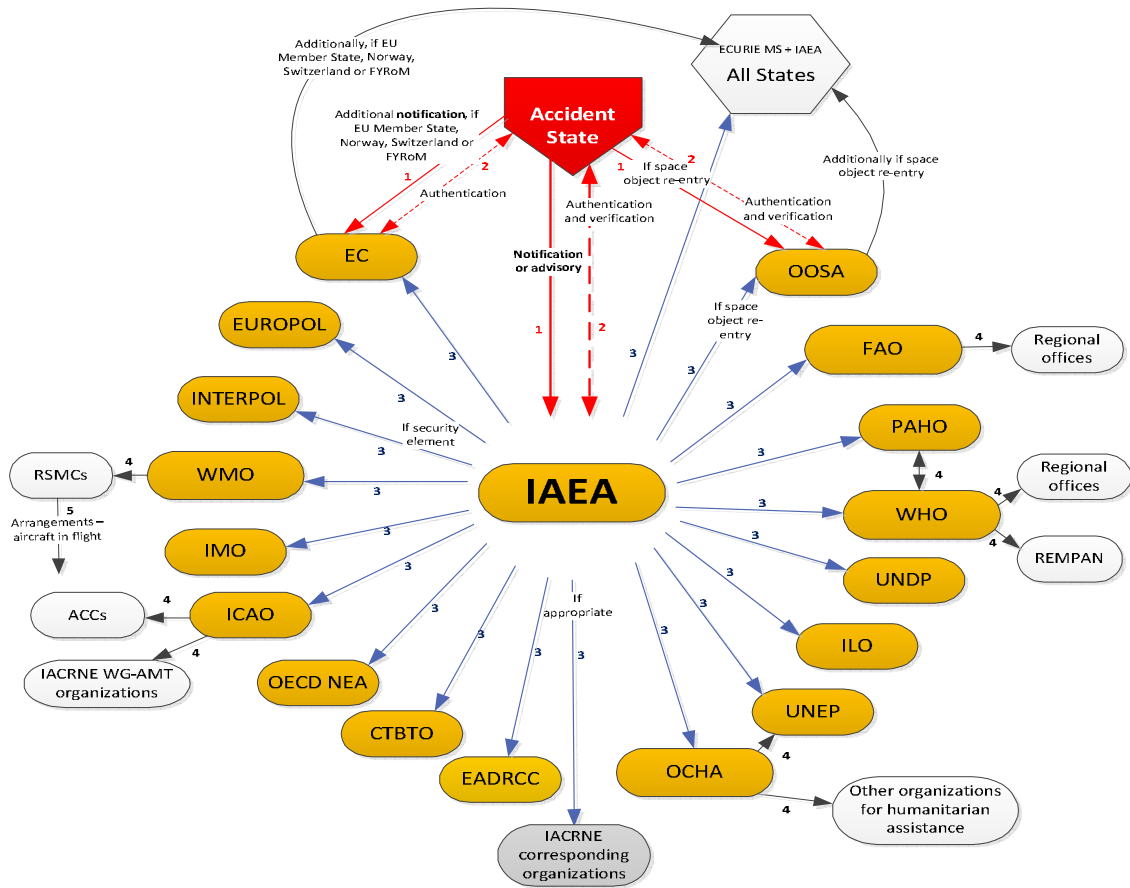 Additionally, if EU
Member State, Norway,
Switzerland or FYRoM
ECURIE MS + IAEA
All States
Accident
State
Additional notification, if
EU Member State,
Norway, Switzerland or
FYRoM
1
2
Authentication
1
2
If space
object re-entry
Additionally if space
object re-entry
Authentication
and verification
Authentication
and verification
EC
Notification
or advisory
OOSA
If space
object re-
entry
EUROPOL
1
2
3
3
3
FAO
4
Regional
offices
INTERPOL
3
3
3
If security
element
PAHO
3
3
RSMCs
4
WMO
3
IAEA
4
WHO
4
Regional
offices
4
REMPAN
5
Arrangements –
aircraft in flight
IMO
3
3
3
UNDP
ACCs
4
ICAO
3
4
IACRNE WG-AMT
organizations
If
appropriate
3
ILO
OECD NEA
3
3
3
3
3
3
UNEP
CTBTO
4
EADRCC
OCHA
4
Other organizations
for humanitarian
assistance
IACRNE
corresponding
organizations